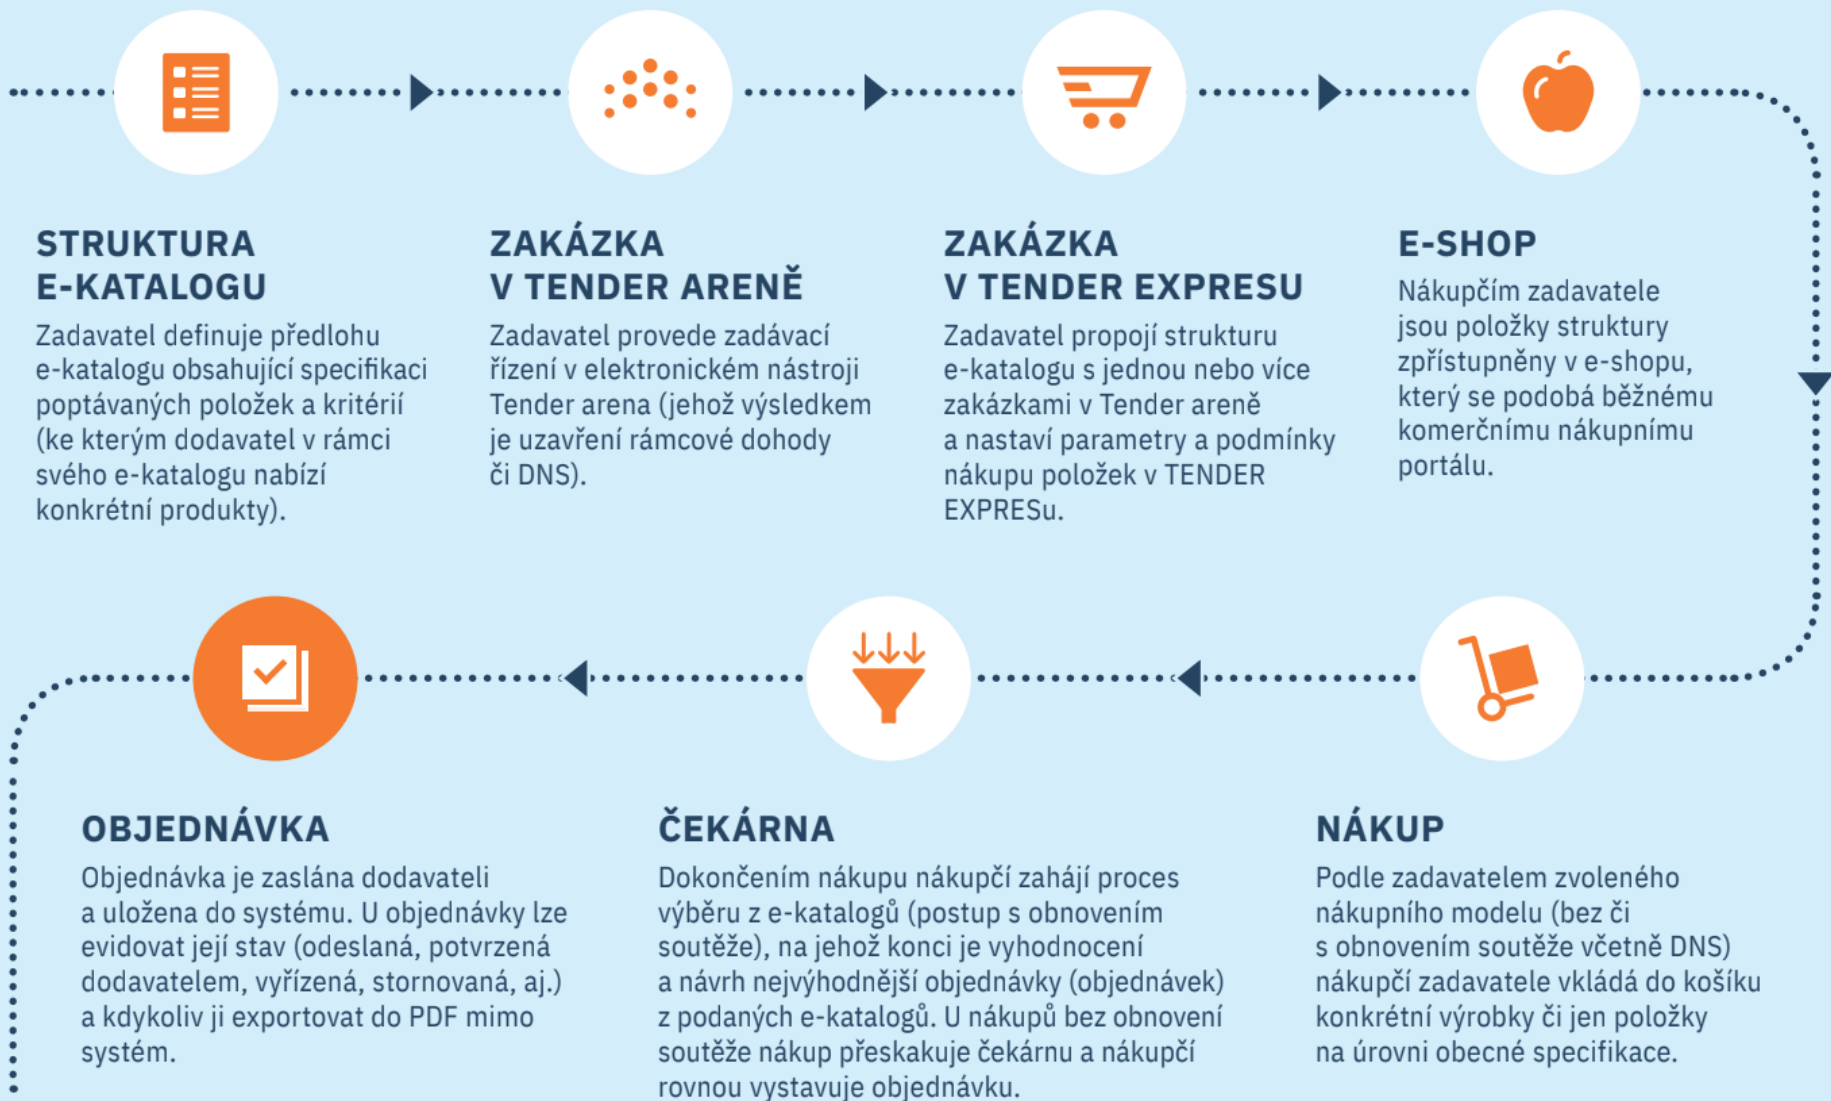 STRUKTURA
E-KATALOGU
Zadavatel definuje předlohu
e-katalogu obsahující specifikaci
poptávaných položek a kritérií
(ke kterým dodavatel v rámci
svého e-katalogu nabízí
konkrétní produkty).
ZAKÁZKA
V TENDER ARENĚ
Zadavatel provede zadávací
řízení v elektronickém nástroji
Tender arena (jehož výsledkem
je uzavření rámcové dohody
či DNS).
ZAKÁZKA
V TENDER EXPRESU
Zadavatel propojí strukturu
e-katalogu s jednou nebo více
zakázkami v Tender areně
a nastaví parametry a podmínky
nákupu položek v TENDER
EXPRESu.
E-SHOP
Nákupčím zadavatele
jsou položky struktury
zpřístupněny v e-shopu,
který se podobá běžnému
komerčnímu nákupnímu
portálu.
NÁKUP
Podle zadavatelem zvoleného
nákupního modelu (bez či
s obnovením soutěže včetně DNS)
nákupčí zadavatele vkládá do košíku
konkrétní výrobky či jen položky
na úrovni obecné specifikace.
ČEKÁRNA
Dokončením nákupu nákupčí zahájí proces
výběru z e-katalogů (postup s obnovením
soutěže), na jehož konci je vyhodnocení
a návrh nejvýhodnější objednávky (objednávek)
z podaných e-katalogů. U nákupů bez obnovení
soutěže nákup přeskakuje čekárnu a nákupčí
rovnou vystavuje objednávku.
OBJEDNÁVKA
Objednávka je zaslána dodavateli
a uložena do systému. U objednávky lze
evidovat její stav (odeslaná, potvrzená
dodavatelem, vyřízená, stornovaná, aj.)
a kdykoliv ji exportovat do PDF mimo
systém.